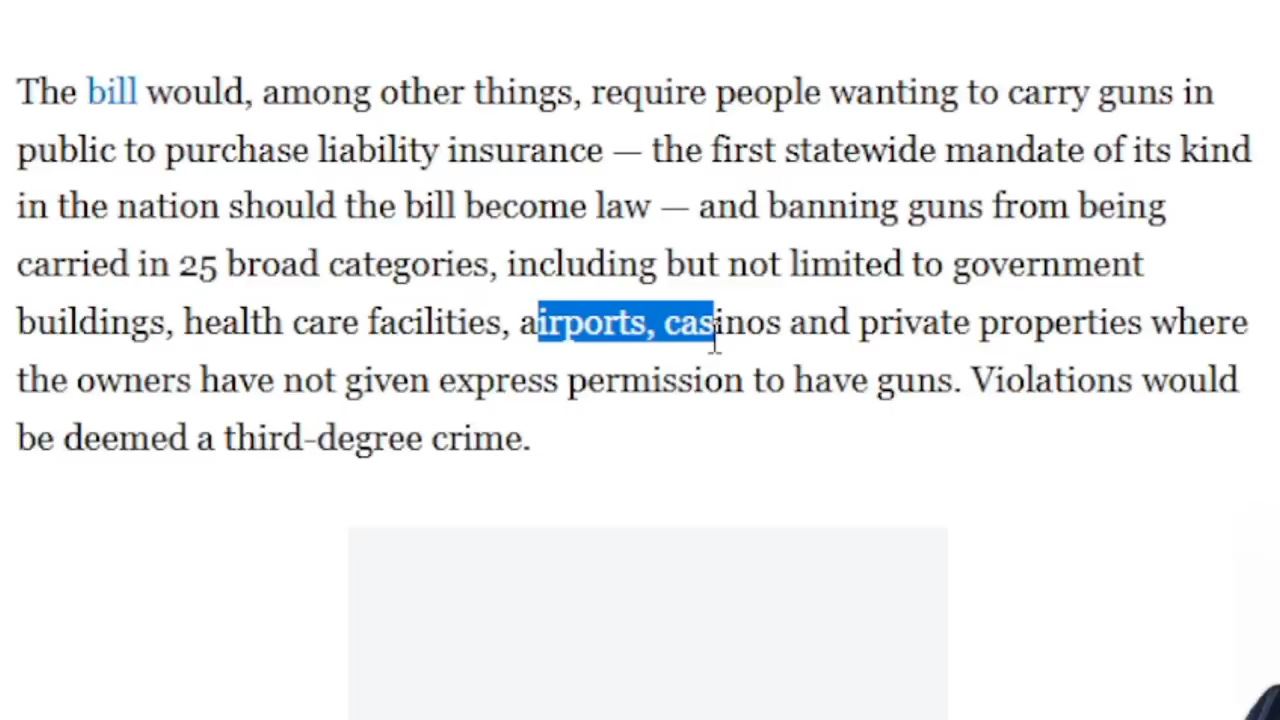 The bill would, among other things, require people wanting to carry guns in
public to purchase liability insurance — the first statewide mandate of its kind
in the nation should the bill become law — and banning guns from being
carried in 25 broad categories, including but not limited to government
buildings, health care facilities, airports, casinos and private properties where
the owners have not given express permission to have guns. Violations would
be deemed a third-degree crime.